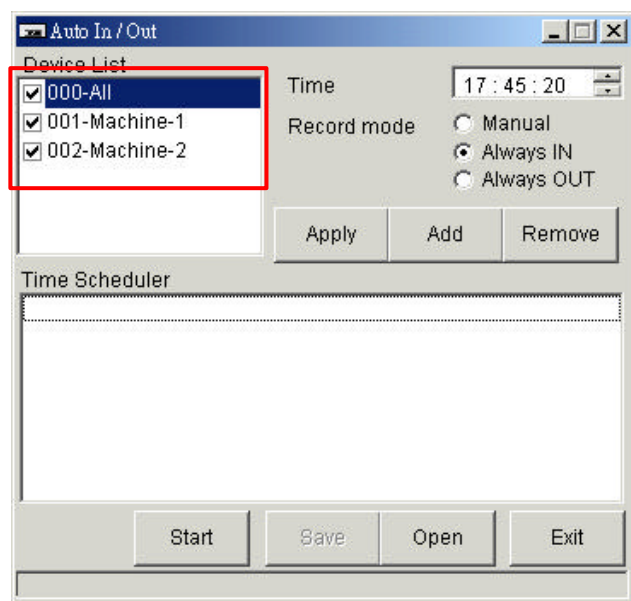 Auto In / Out
Device List
000-All
001-Machine-1
002-Machine-2
Time 17 : 45 : 20
Record mode Manual
Always IN
Always OUT
Apply Add Remove
Time Scheduler
Start Save Open Exit